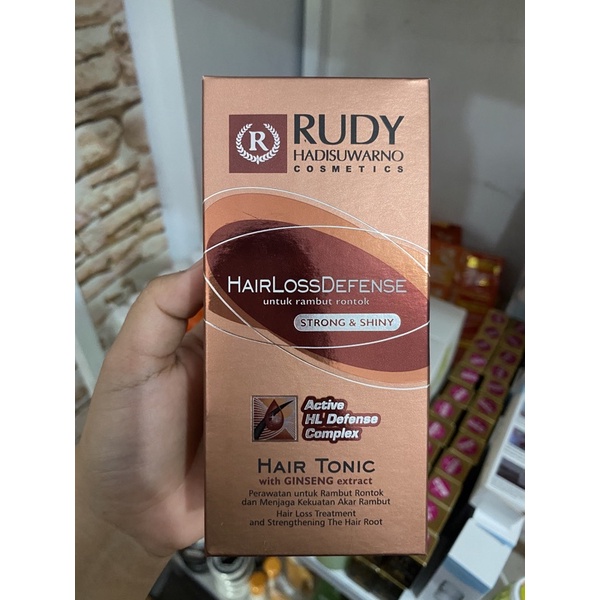 R
RUDY
HADISUWARNO
COSMETICS
HAIRLOSSDEFENSE
untuk rambut rontok
STRONG & SHINY
Active
HL' Defense
Complex
HAIR TONIC
with GINSENG extract
Perawatan untuk Rambut Rontok
dan Menjaga Kekuatan Akar Rambut
Hair Loss Treatment
and Strengthening The Hair Root